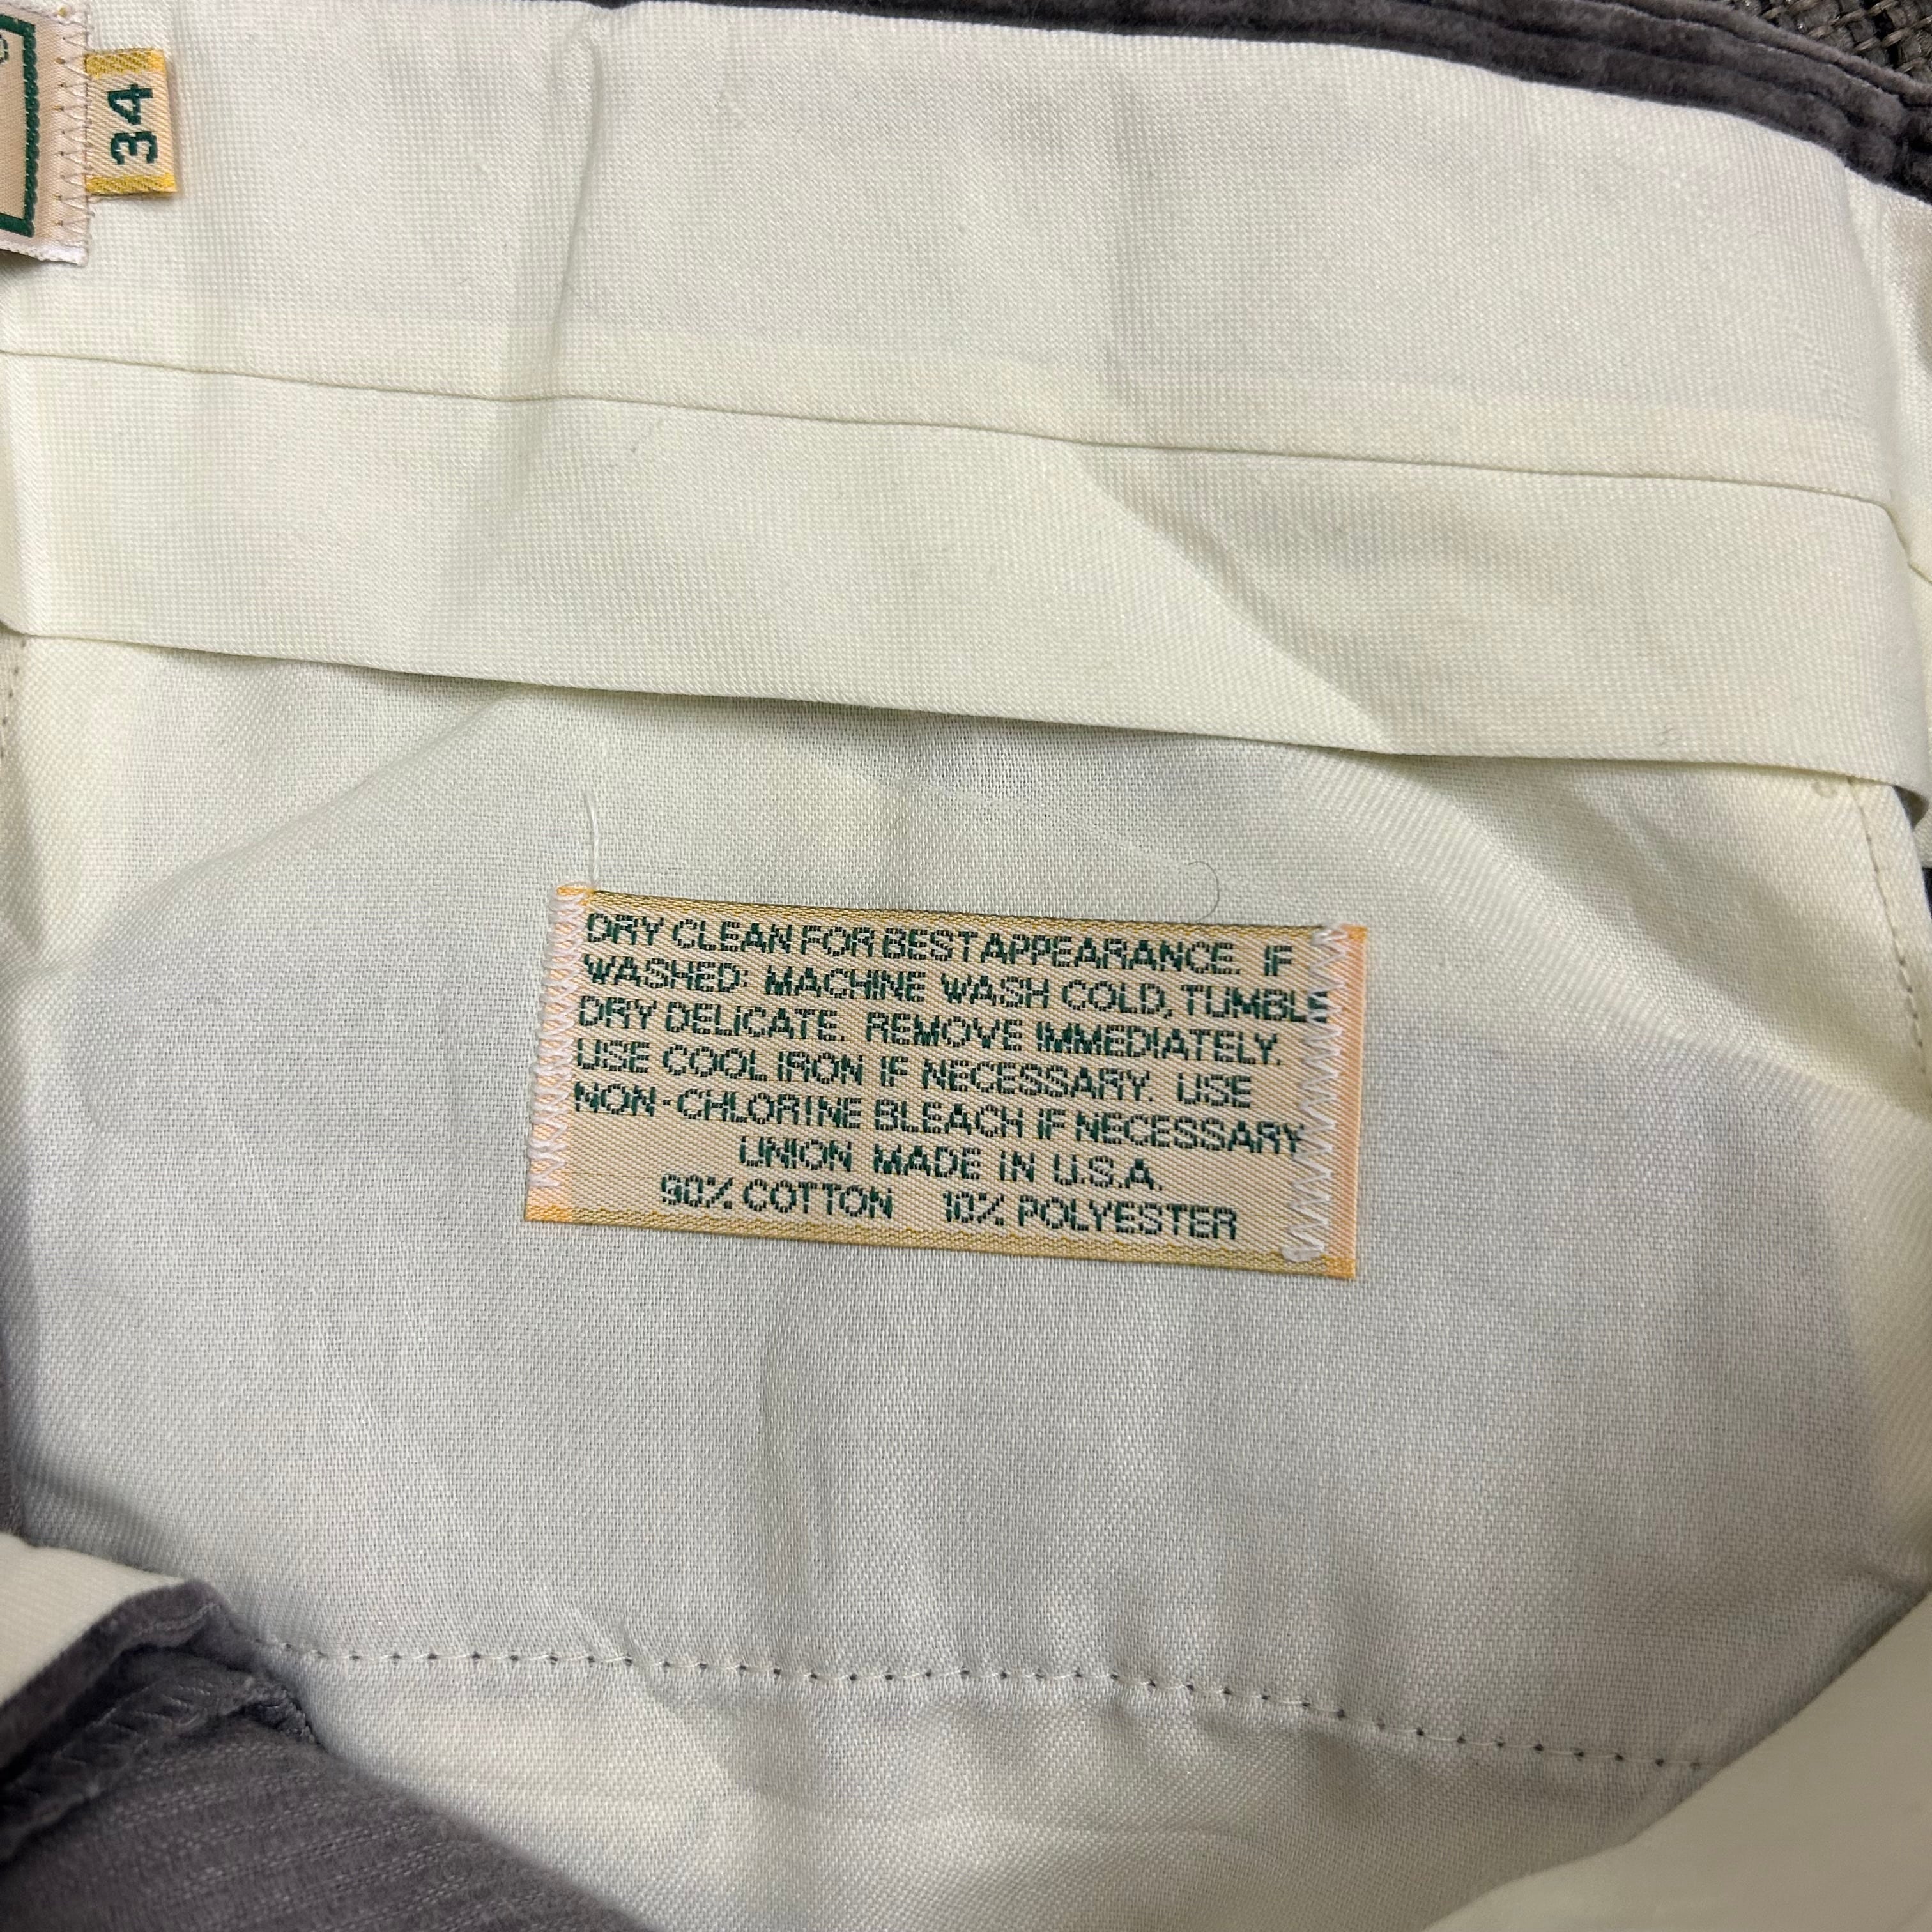 34
DRY CLEAN FOR BEST APPEARANCE. IF
WASHED: MACHINE WASH COLD, TUMBLE
DRY DELICATE. REMOVE IMMEDIATELY.
USE COOL IRON IF NECESSARY. USE
NON-CHLORINE BLEACH IF NECESSARY
UNION MADE IN U.S.A.
90% COTTON 10% POLYESTER